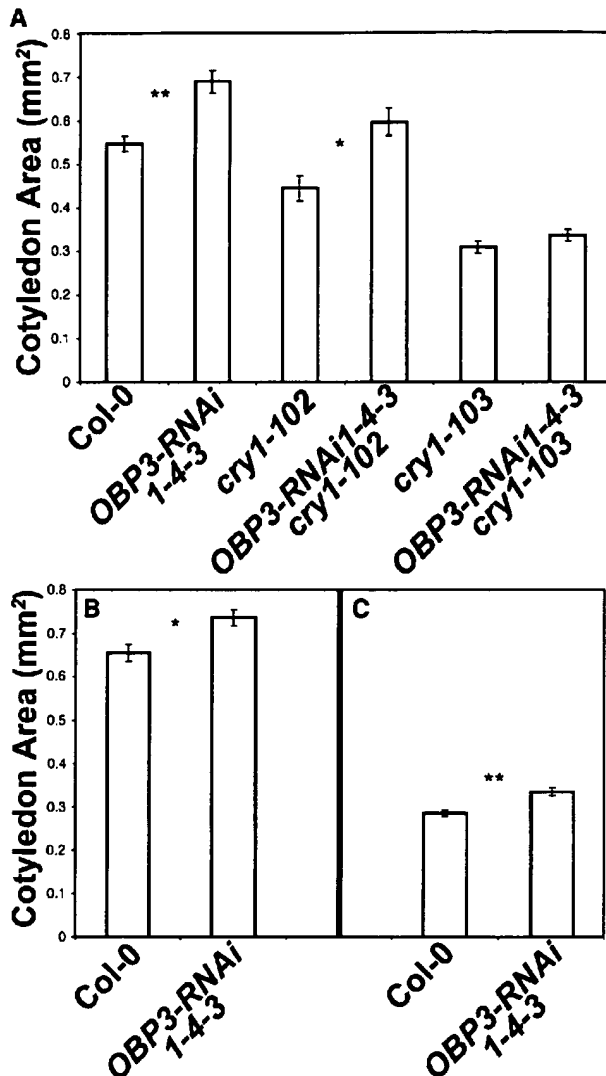 A
Cotyledon Area (mm²)
0.8
0.7
0.6
0.5
0.4
0.3
0.2
0.1
0
**
*
Col-0
OBP3-RNAi
1-4-3
cry1-102
OBP3-RNAi1-4-3
cry1-102
cry1-103
OBP3-RNAi1-4-3
cry1-103
B
C
Cotyledon Area (mm²)
0.8
0.7
0.6
0.5
0.4
0.3
0.2
0.1
0
*
**
Col-0
OBP3-RNAi
1-4-3
Col-0
OBP3-RNAi
1-4-3